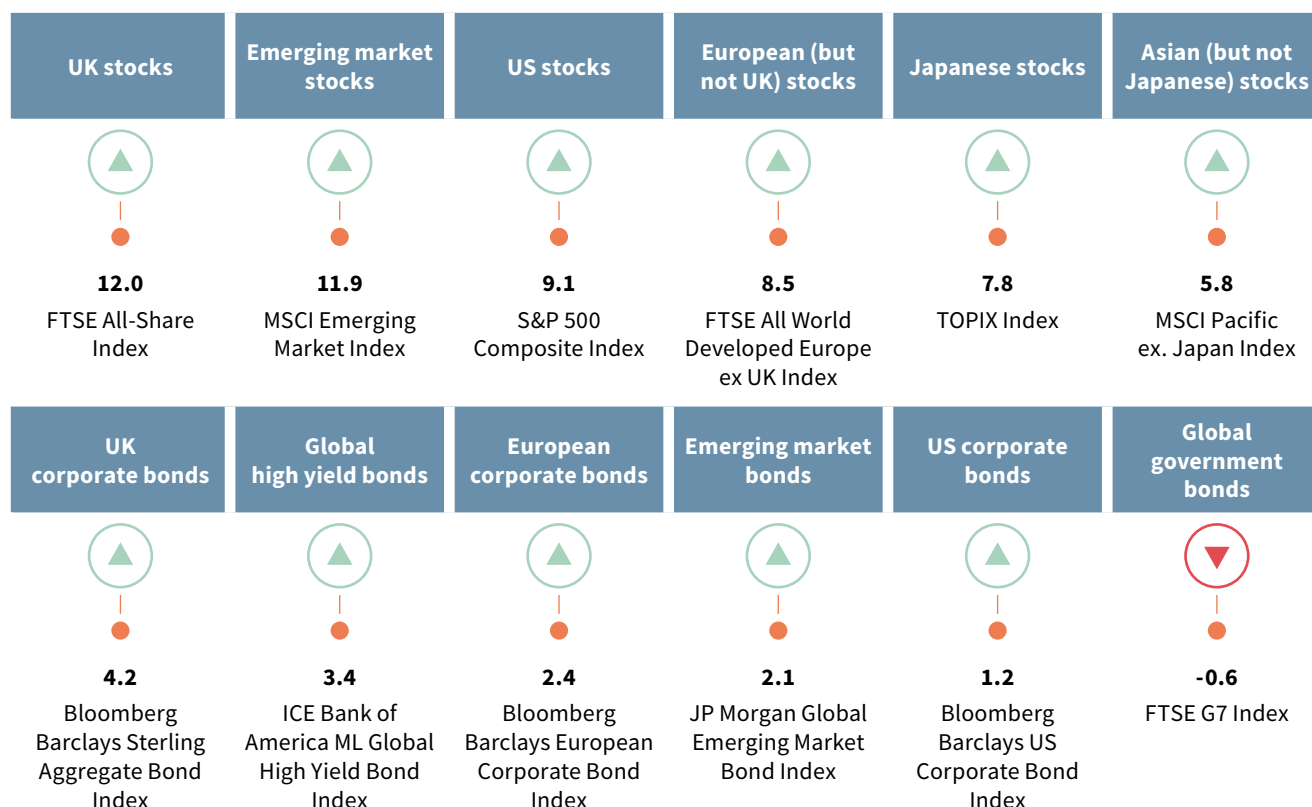 UK stocks
Emerging market
stocks
US stocks
European (but
not UK) stocks
Japanese stocks
Asian (but not
Japanese) stocks
12.0
FTSE All-Share
Index
11.9
MSCI Emerging
Market Index
9.1
S&P 500
Composite Index
8.5
FTSE All World
Developed Europe
ex UK Index
7.8
TOPIX Index
5.8
MSCI Pacific
ex. Japan Index
UK
corporate bonds
Global
high yield bonds
European
corporate bonds
Emerging market
bonds
US corporate
bonds
Global
government
bonds
4.2
Bloomberg
Barclays Sterling
Aggregate Bond
Index
3.4
ICE Bank of
America ML Global
High Yield Bond
Index
2.4
Bloomberg
Barclays European
Corporate Bond
Index
2.1
JP Morgan Global
Emerging Market
Bond Index
1.2
Bloomberg
Barclays US
Corporate Bond
Index
-0.6
FTSE G7 Index